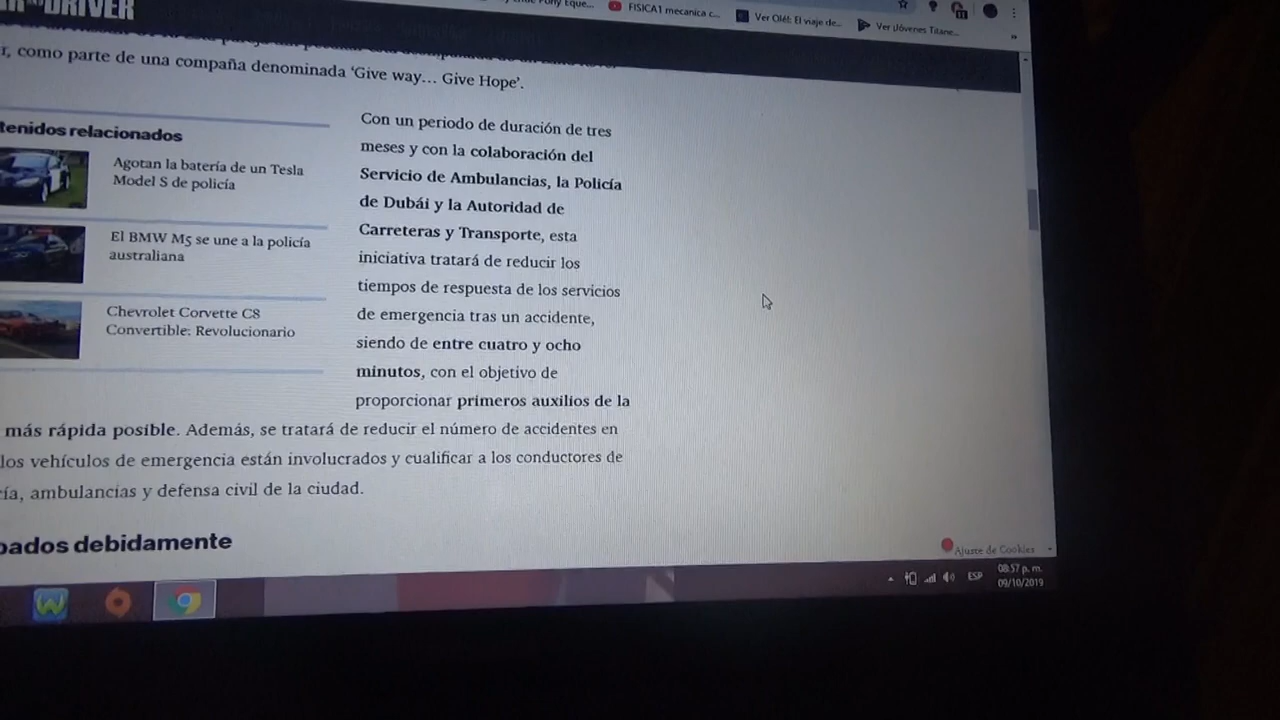 DRIVER
FISICA1 mecanica c...
Ver Olé!: El viaje de...
Ver Jóvenes Titane...
como parte de una compaña denominada ‘Give way… Give Hope’.
tenidos relacionados
Agotan la batería de un Tesla
Model S de policía
El BMW M5 se une a la policía
australiana
Chevrolet Corvette C8
Convertible: Revolucionario
Con un periodo de duración de tres
meses y con la colaboración del
Servicio de Ambulancias, la Policía
de Dubái y la Autoridad de
Carreteras y Transporte, esta
iniciativa tratará de reducir los
tiempos de respuesta de los servicios
de emergencia tras un accidente,
siendo de entre cuatro y ocho
minutos, con el objetivo de
proporcionar primeros auxilios de la
más rápida posible. Además, se tratará de reducir el número de accidentes en
los vehículos de emergencia están involucrados y cualificar a los conductores de
cía, ambulancias y defensa civil de la ciudad.
pados debidamente
Ajuste de Cookies
ESP
08:57 p. m.
09/10/2019